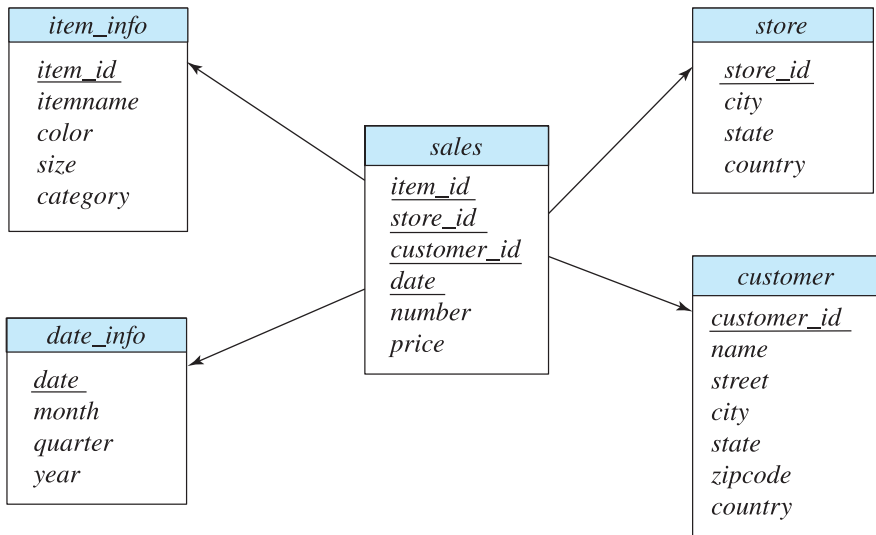 item_info
item_id
itemname
color
size
category
store
store_id
city
state
country
sales
item_id
store_id
customer_id
date
number
price
date_info
date
month
quarter
year
customer
customer_id
name
street
city
state
zipcode
country